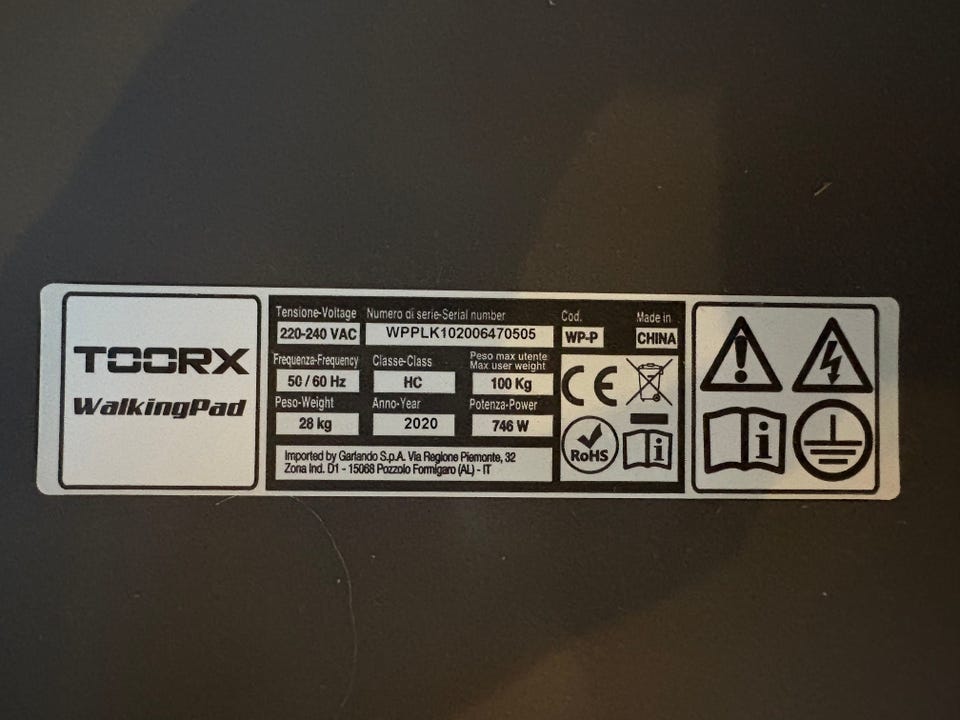 TOORX
WalkingPad
Tensione-Voltage
220-240 VAC
Numero di serie-Serial number
WPPLK102006470505
Cod.
WP-P
Made in
CHINA
Frequenza-Frequency
50 / 60 Hz
Classe-Class
HC
Peso max utente
Max user weight
100 Kg
Peso-Weight
28 kg
Anno-Year
2020
Potenza-Power
746 W
Imported by Garlando S.p.A. Via Regione Piemonte, 32
Zona Ind. D1 - 15068 Pozzolo Formigaro (AL) - IT
CE
RoHS